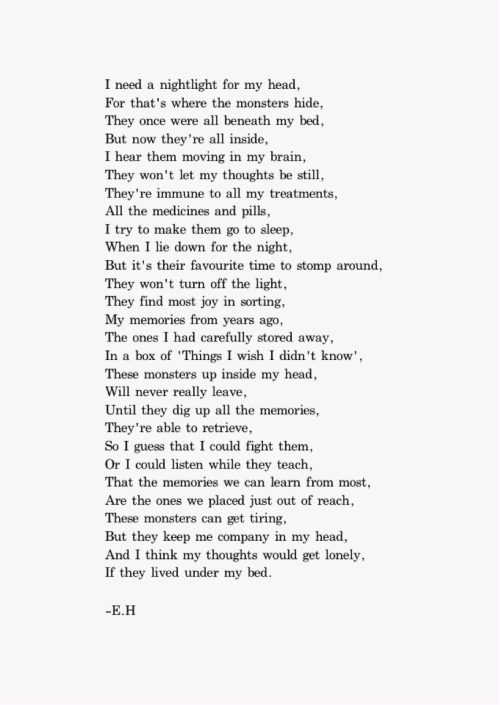 I need a nightlight for my head,
For that's where the monsters hide,
They once were all beneath my bed,
But now they're all inside,
I hear them moving in my brain,
They won't let my thoughts be still,
They're immune to all my treatments,
All the medicines and pills,
I try to make them go to sleep,
When I lie down for the night,
But it's their favourite time to stomp around,
They won't turn off the light,
They find most joy in sorting,
My memories from years ago,
The ones I had carefully stored away,
In a box of 'Things I wish I didn't know',
These monsters up inside my head,
Will never really leave,
Until they dig up all the memories,
They're able to retrieve,
So I guess that I could fight them,
Or I could listen while they teach,
That the memories we can learn from most,
Are the ones we placed just out of reach,
These monsters can get tiring,
But they keep me company in my head,
And I think my thoughts would get lonely,
If they lived under my bed.
-E.H